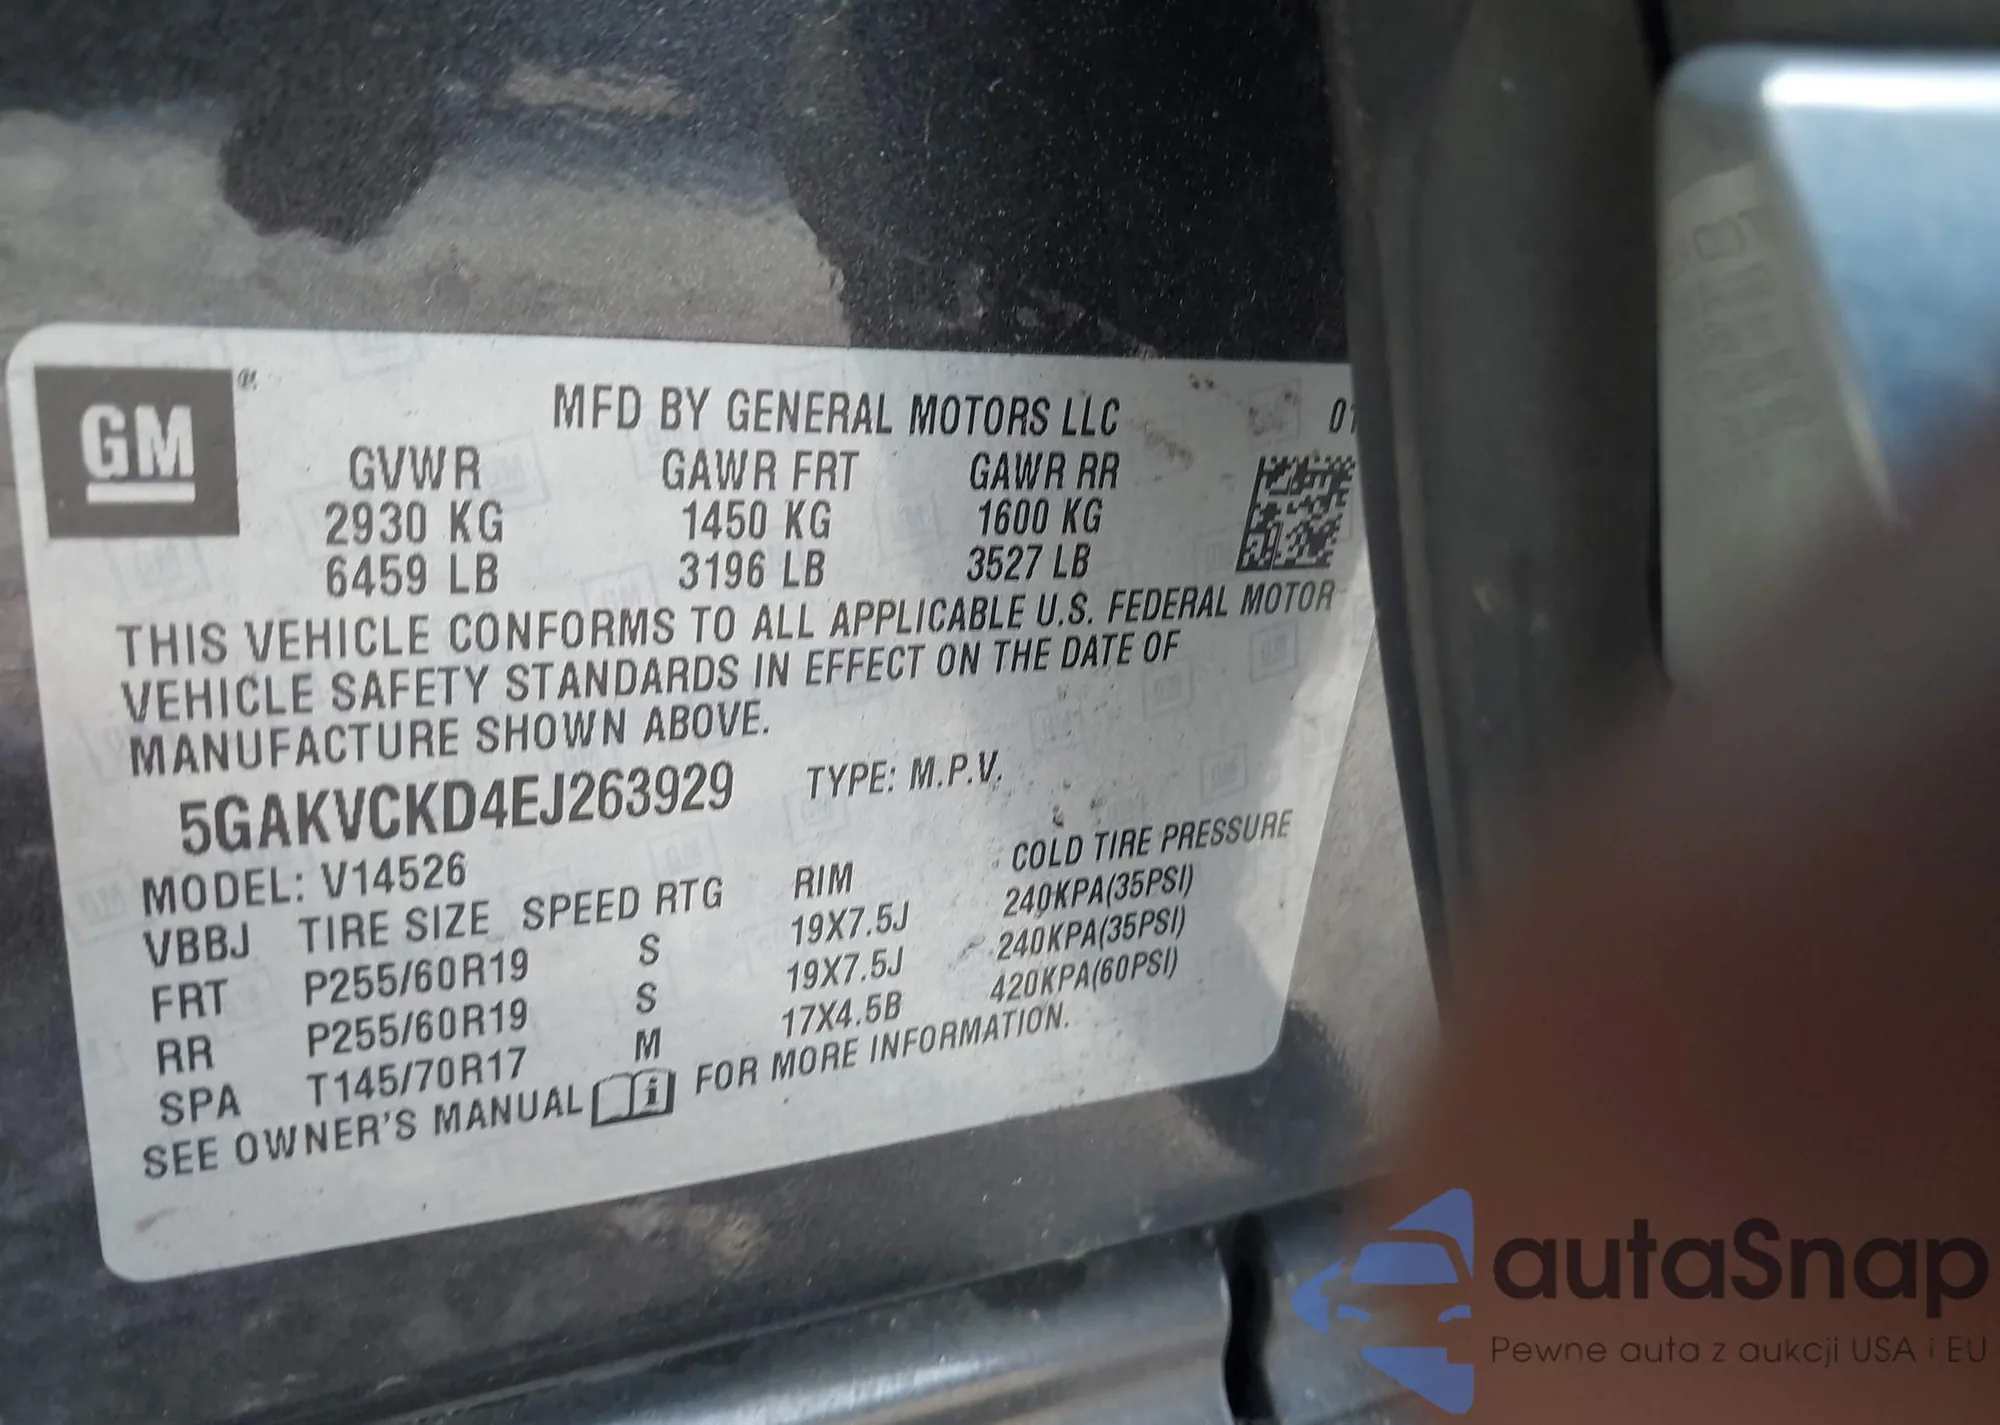 GM
MFD BY GENERAL MOTORS LLC 01
GVWR GAWR FRT GAWR RR
2930 KG 1450 KG 1600 KG
6459 LB 3196 LB 3527 LB
THIS VEHICLE CONFORMS TO ALL APPLICABLE U.S. FEDERAL MOTOR
VEHICLE SAFETY STANDARDS IN EFFECT ON THE DATE OF
MANUFACTURE SHOWN ABOVE.
5GAKVCKD4EJ263929 TYPE: M.P.V.
MODEL: V14526
VBBJ TIRE SIZE SPEED RTG RIM COLD TIRE PRESSURE
FRT P255/60R19 S 19X7.5J 240KPA(35PSI)
RR P255/60R19 S 19X7.5J 240KPA(35PSI)
SPA T145/70R17 M 17X4.5B 420KPA(60PSI)
SEE OWNER'S MANUAL i FOR MORE INFORMATION.
autaSnap
Pewne auta z aukcji USA i EU